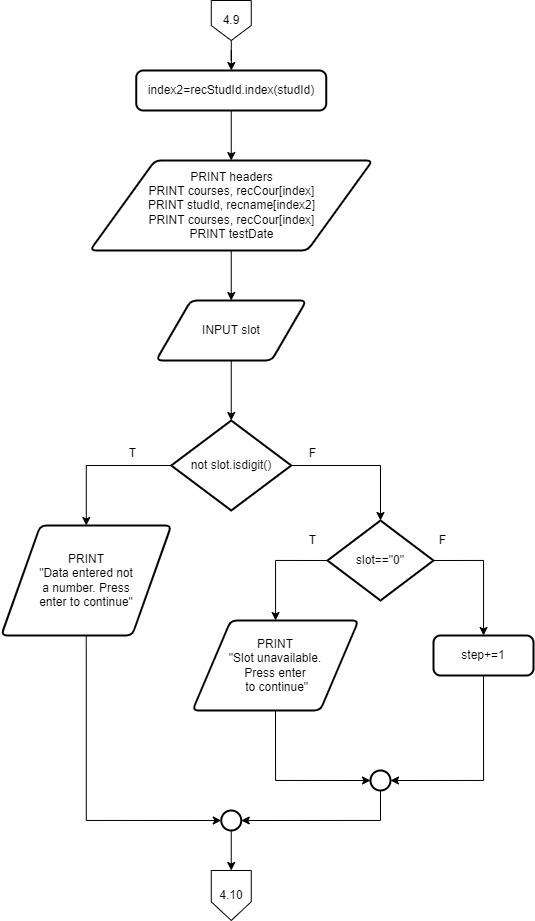 4.9
index2=recStudId.index(studId)
PRINT headers
PRINT courses, recCour[index]
PRINT studId, recname[index2]
PRINT courses, recCour[index]
PRINT testDate
INPUT slot
not slot.isdigit()
T
F
PRINT
"Data entered not
a number. Press
enter to continue"
slot=="0"
T
F
PRINT
"Slot unavailable.
Press enter
to continue"
step+=1
4.10